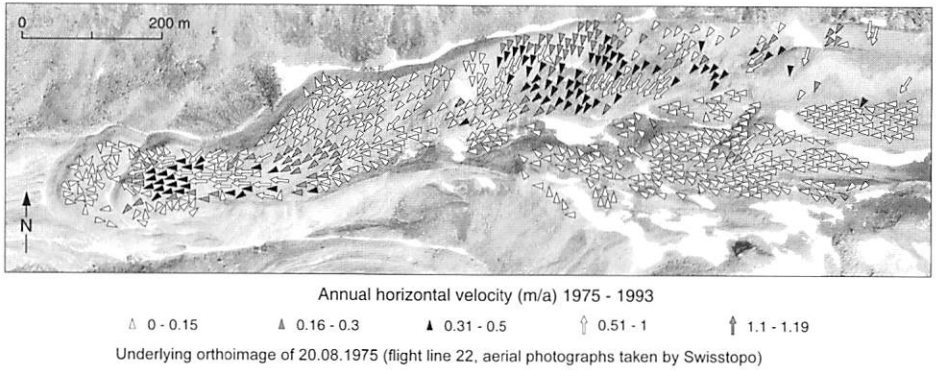 0 200 m
N
Annual horizontal velocity (m/a) 1975 - 1993
0 - 0.15 0.16 - 0.3 0.31 - 0.5 0.51 - 1 1.1 - 1.19
Underlying orthoimage of 20.08.1975 (flight line 22, aerial photographs taken by Swisstopo)